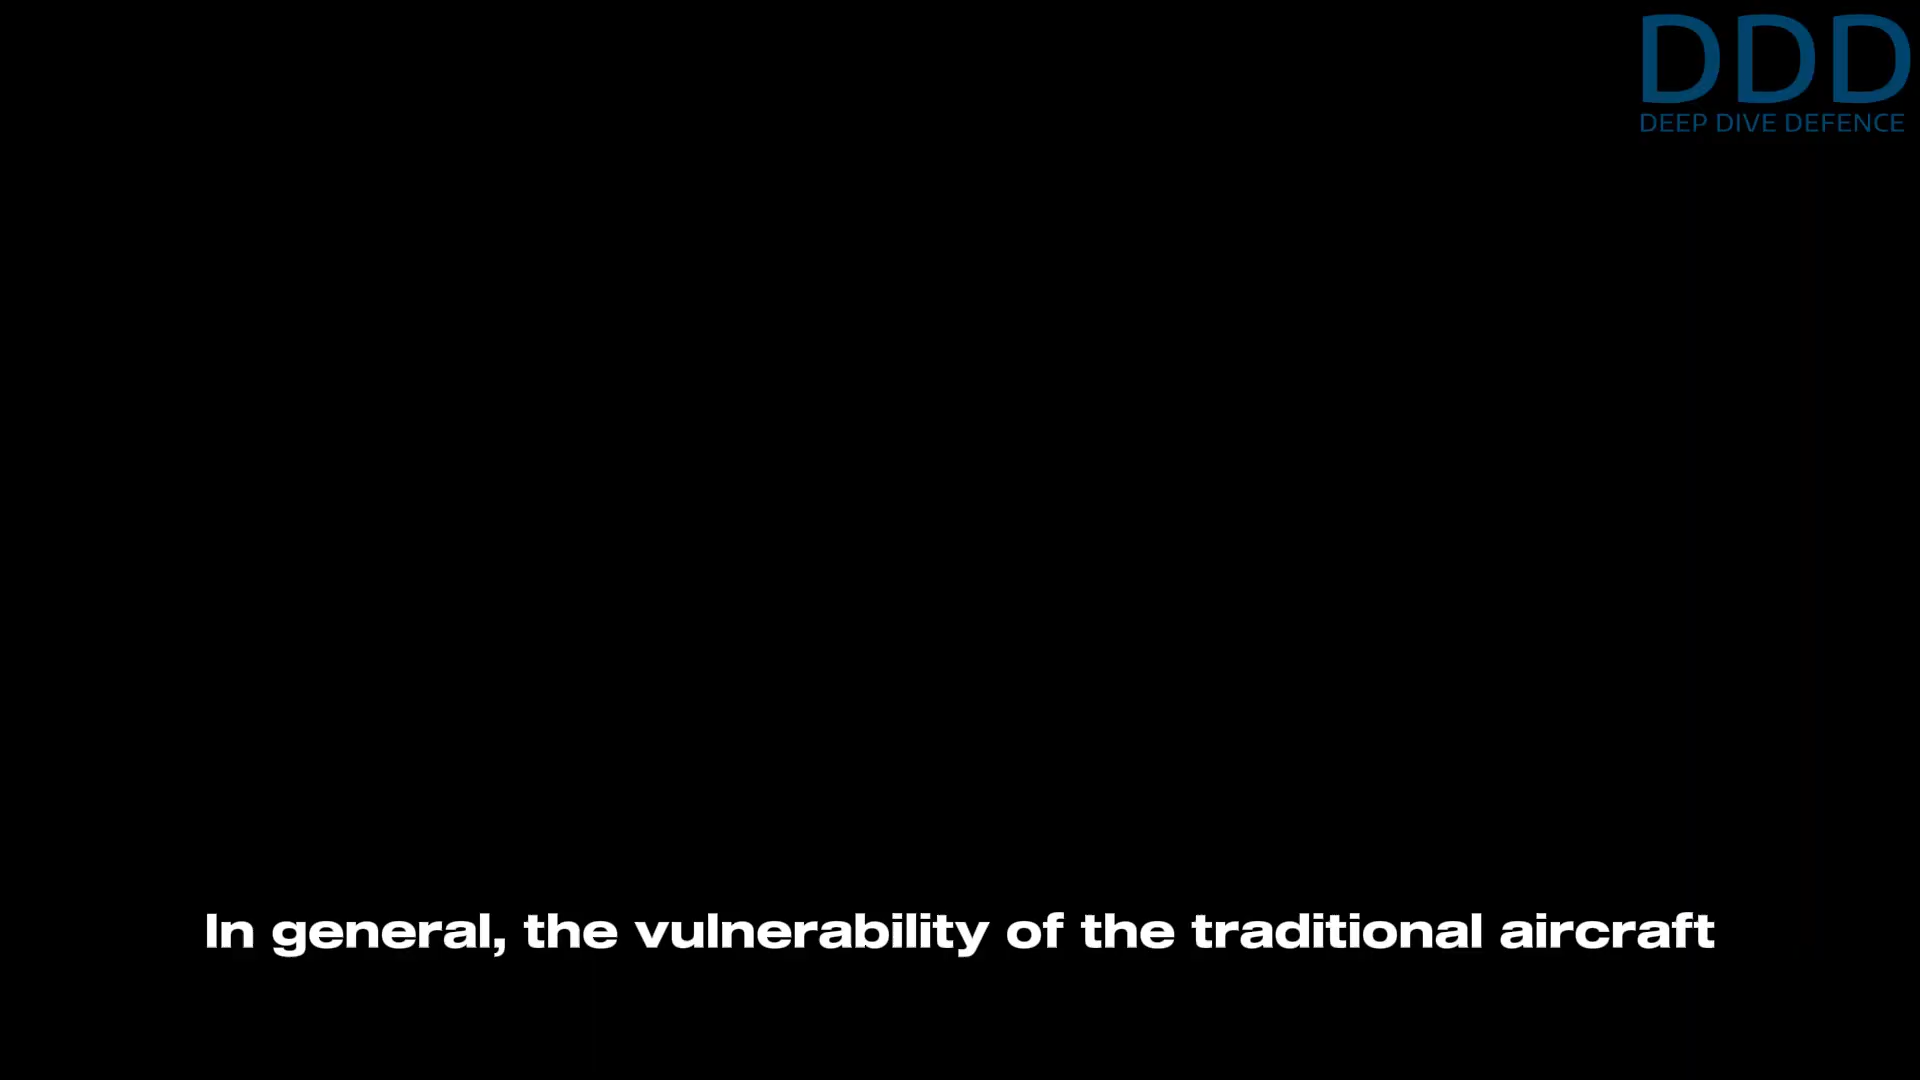 DDD
DEEP DIVE DEFENCE
In general, the vulnerability of the traditional aircraft